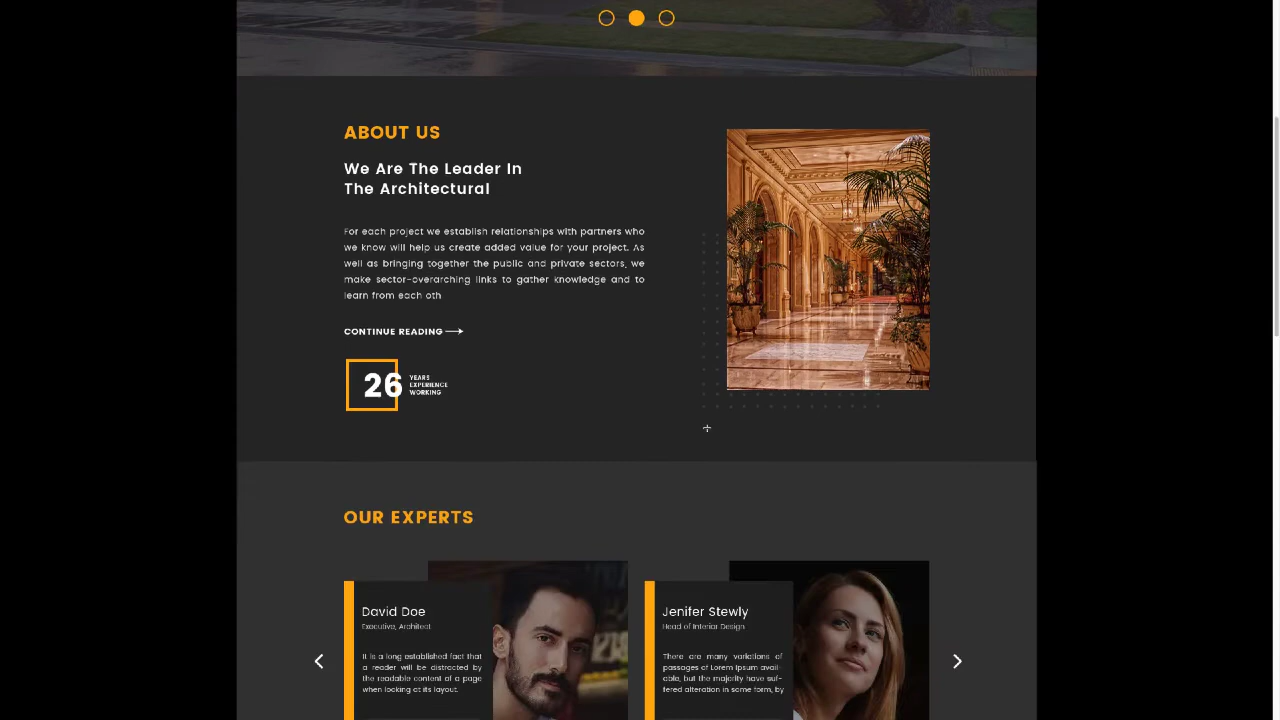 ABOUT US
We Are The Leader In
The Architectural
For each project we establish relationships with partners who
we know will help us create added value for your project. As
well as bringing together the public and private sectors, we
make sector-overarching links to gather knowledge and to
learn from each oth
CONTINUE READING
26
YEARS
EXPERIENCE
WORKING
OUR EXPERTS
David Doe
Executive, Architect
It is a long established fact that
a reader will be distracted by
the readable content of a page
when looking at its layout.
Jenifer Stewly
Head of Interior Design
There are many variations of
passages of Lorem Ipsum avail-
able, but the majority have suf-
fered alteration in some form, by